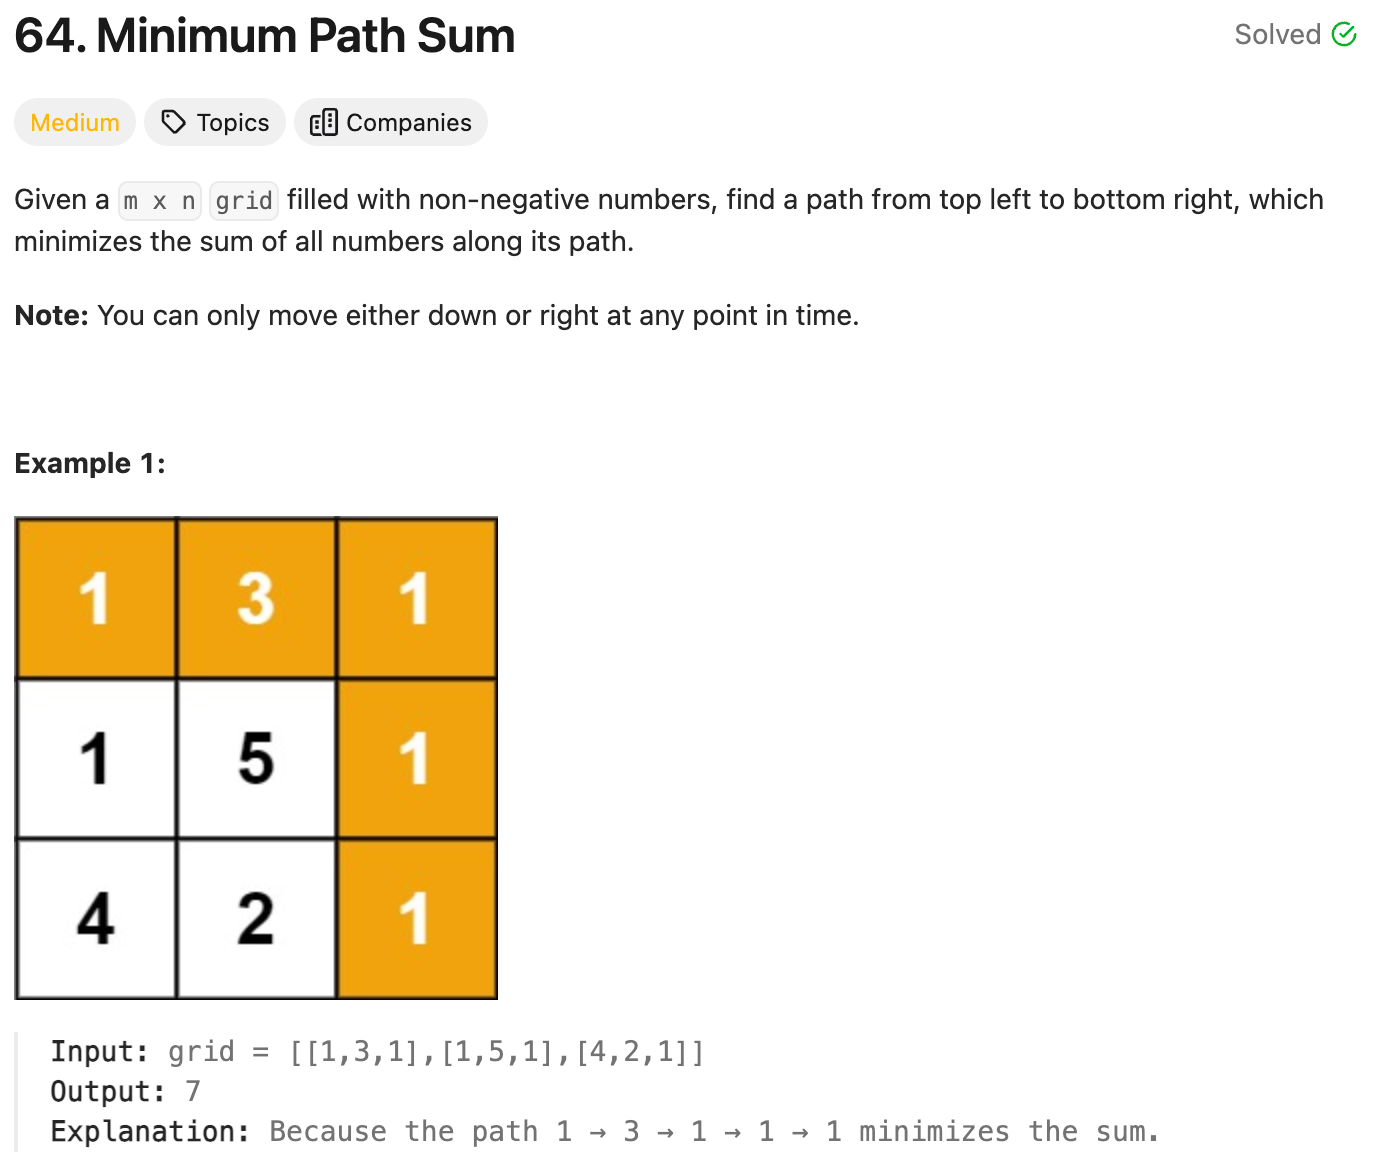 64. Minimum Path Sum
Solved
Medium Topics Companies
Given a m x n grid filled with non-negative numbers, find a path from top left to bottom right, which
minimizes the sum of all numbers along its path.
Note: You can only move either down or right at any point in time.
Example 1:
1 3 1
1 5 1
4 2 1
Input: grid = [[1,3,1],[1,5,1],[4,2,1]]
Output: 7
Explanation: Because the path 1 → 3 → 1 → 1 → 1 minimizes the sum.